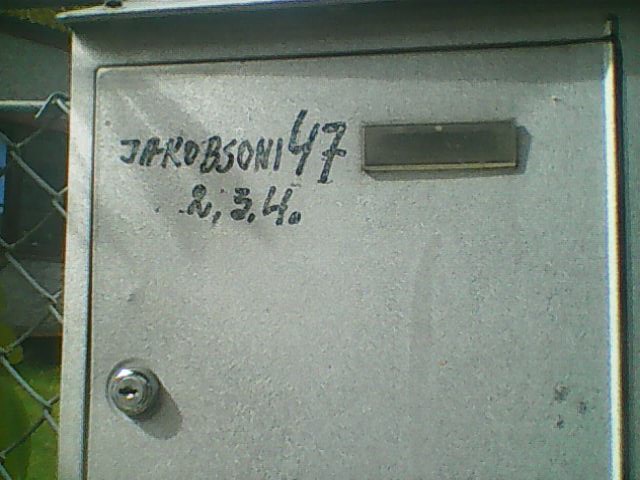 JAKOBSONI 47
2, 3. 4.